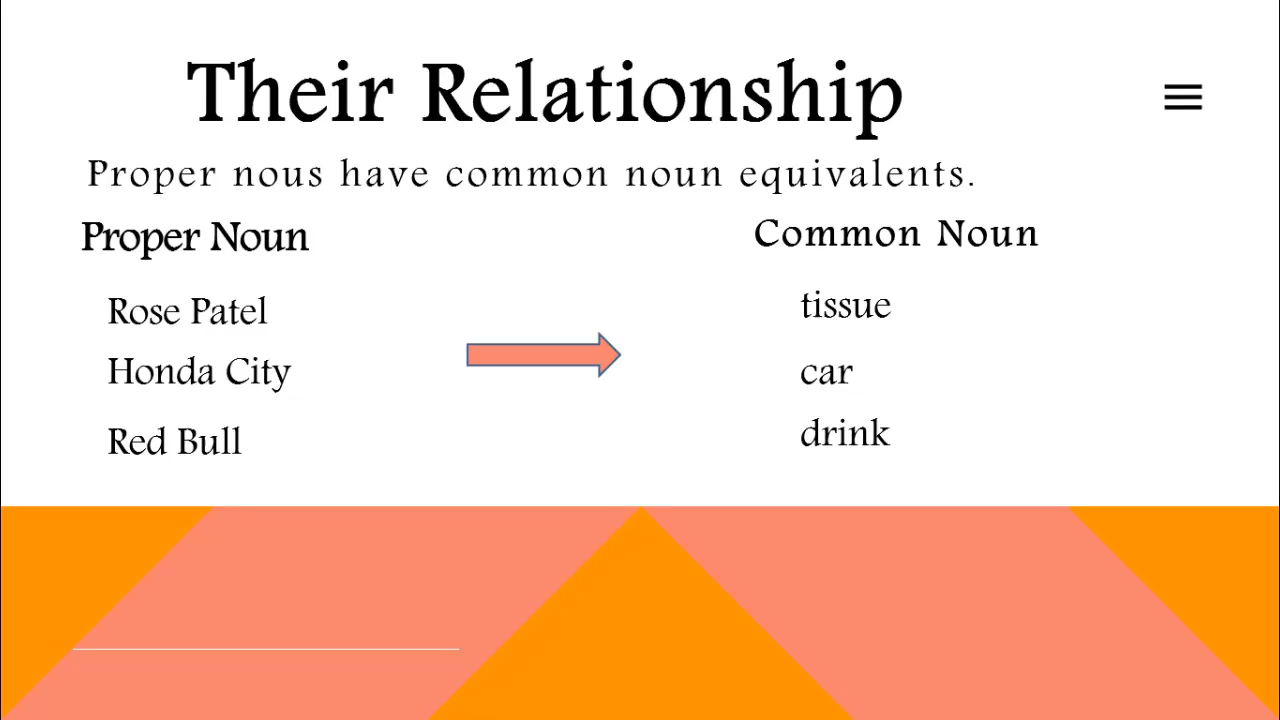 Their Relationship
Proper nous have common noun equivalents.
Proper Noun
Common Noun
Rose Patel
tissue
Honda City
car
Red Bull
drink